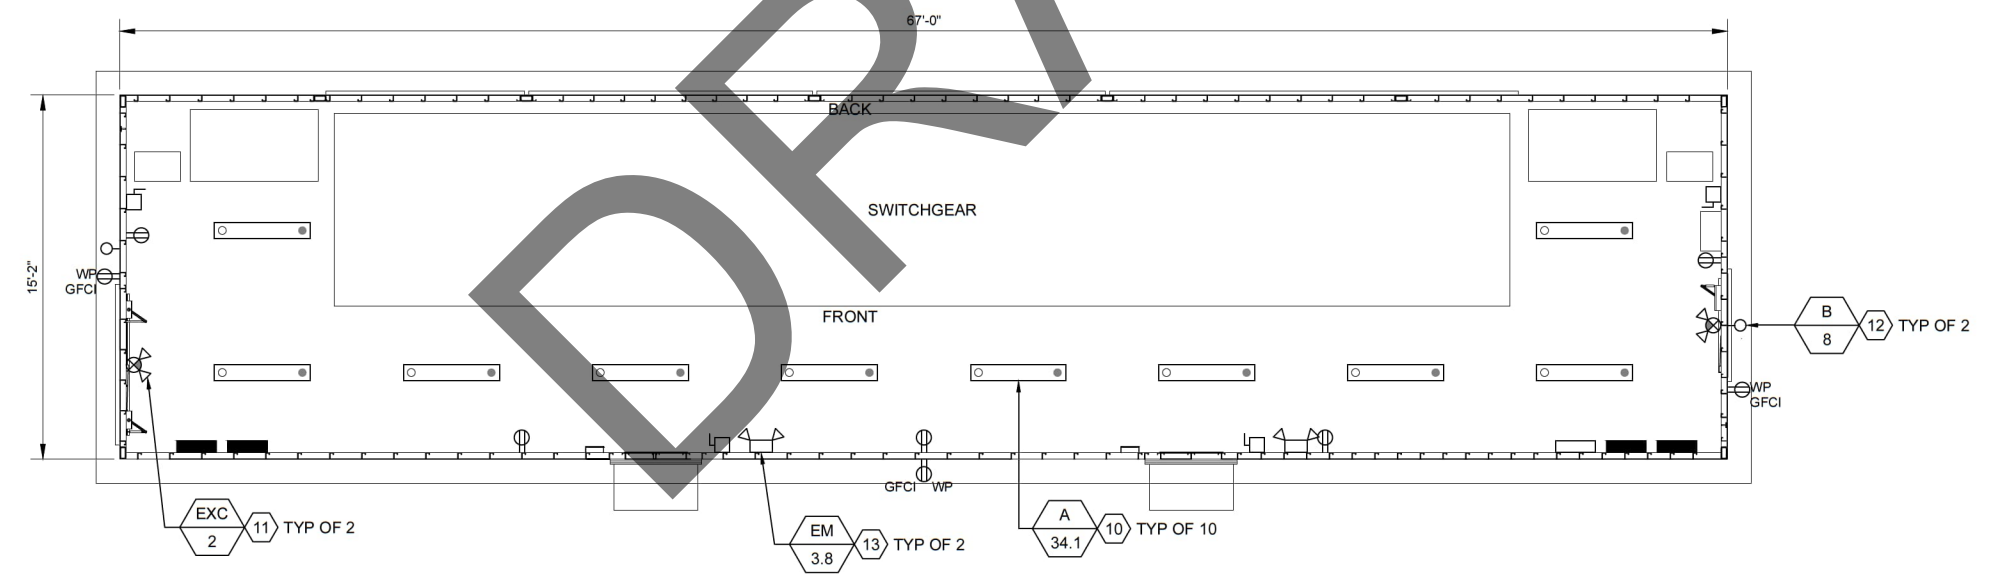 67'-0"
BACK
SWITCHGEAR
15'-2"
WP
GFCI
FRONT
B
8
12
TYP OF 2
WP
GFCI
GFCI
WP
EXC
2
11
TYP OF 2
EM
3.8
13
TYP OF 2
A
34.1
10
TYP OF 10
DRA